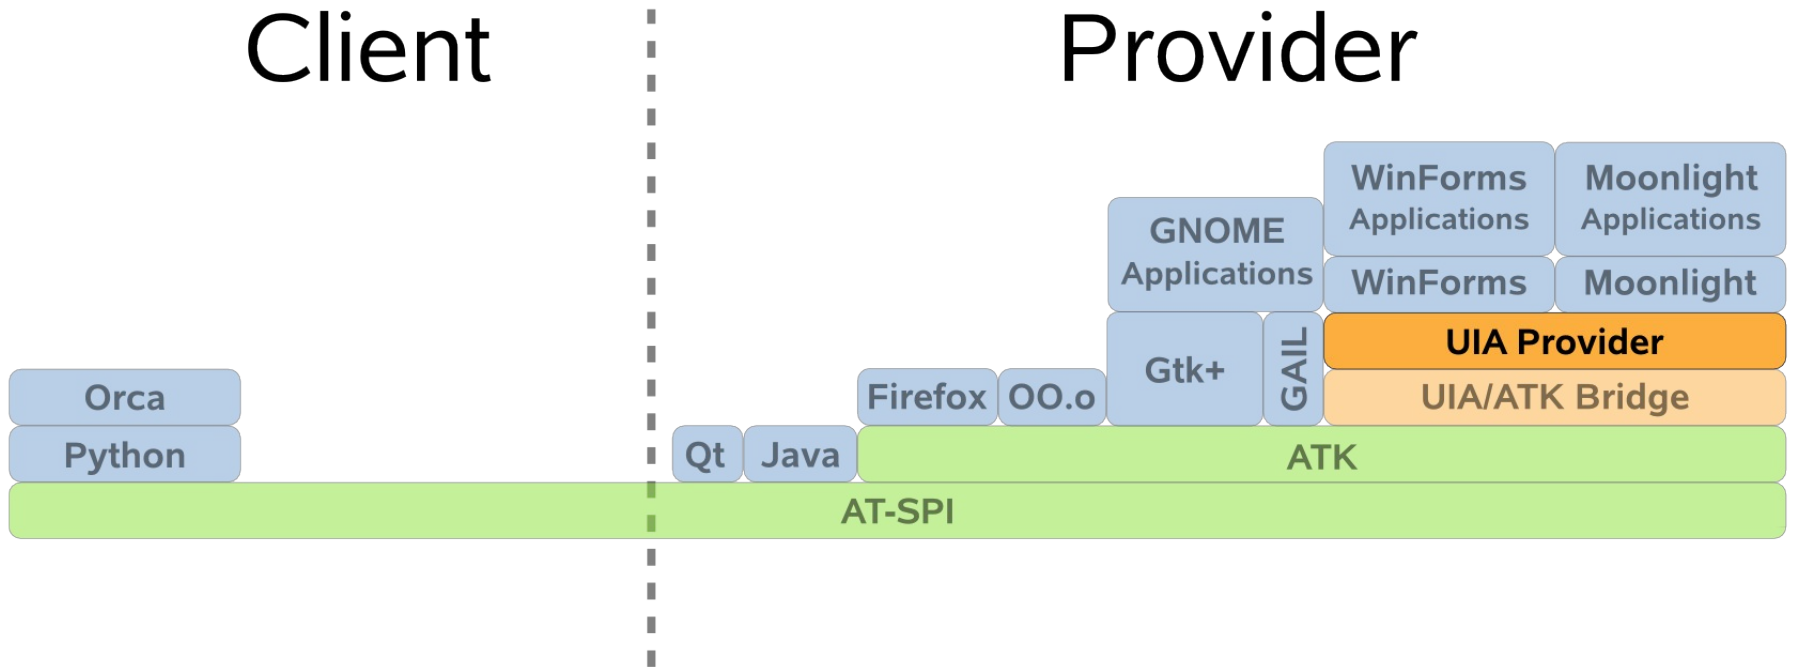 Client
Provider
WinForms
Applications
Moonlight
Applications
GNOME
Applications
WinForms
Moonlight
UIA Provider
Gtk+
GAIL
Orca
Firefox
OO.o
UIA/ATK Bridge
Python
Qt
Java
ATK
AT-SPI